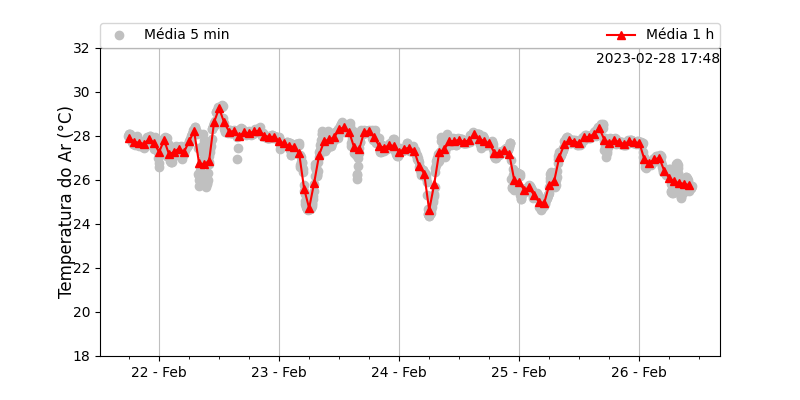 Média 5 min
Média 1 h
2023-02-28 17:48
Temperatura do Ar (°C)
32
30
28
26
24
22
20
18
22 - Feb
23 - Feb
24 - Feb
25 - Feb
26 - Feb